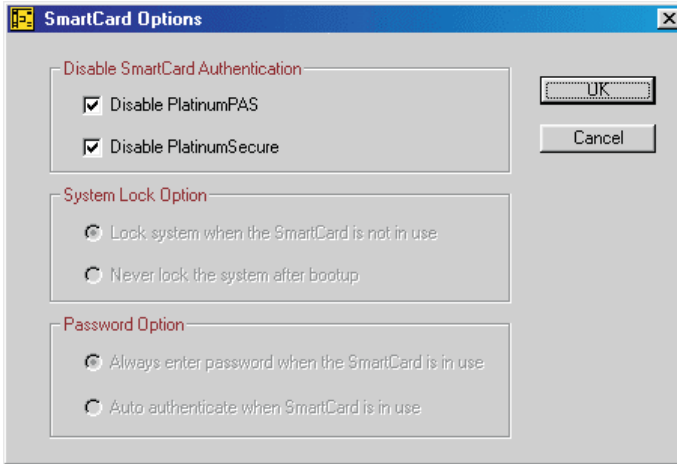 SmartCard Options
Disable SmartCard Authentication
Disable PlatinumPAS
Disable PlatinumSecure
OK
Cancel
System Lock Option
Lock system when the SmartCard is not in use
Never lock the system after bootup
Password Option
Always enter password when the SmartCard is in use
Auto authenticate when SmartCard is in use